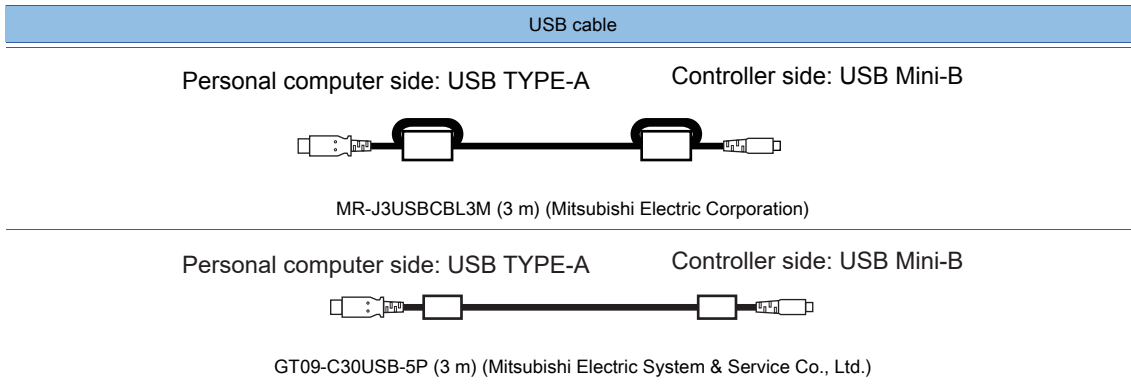 USB cable
Personal computer side: USB TYPE-A
Controller side: USB Mini-B
MR-J3USBCBL3M (3 m) (Mitsubishi Electric Corporation)
Personal computer side: USB TYPE-A
Controller side: USB Mini-B
GT09-C30USB-5P (3 m) (Mitsubishi Electric System & Service Co., Ltd.)